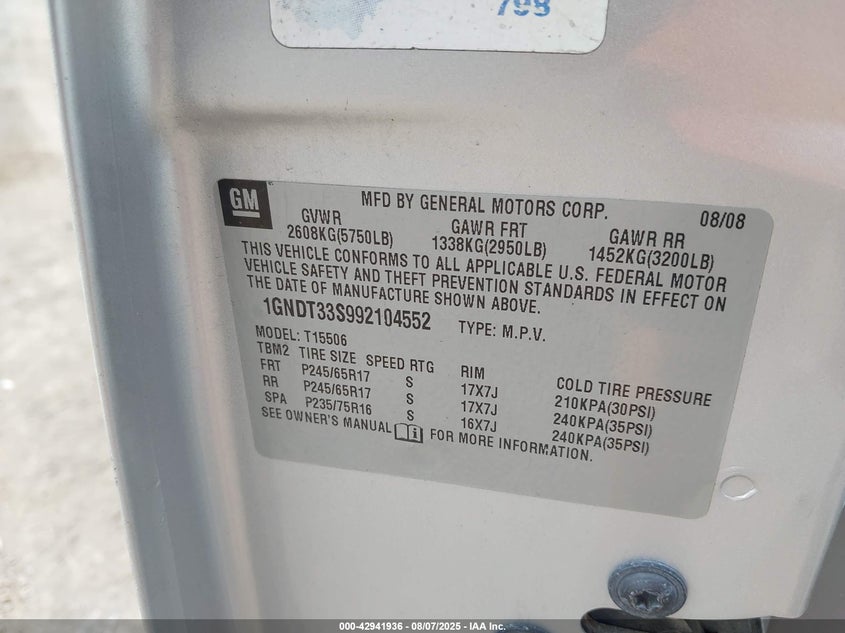 798
GM
MFD BY GENERAL MOTORS CORP. 08/08
GVWR GAWR FRT GAWR RR
2608KG(5750LB) 1338KG(2950LB) 1452KG(3200LB)
THIS VEHICLE CONFORMS TO ALL APPLICABLE U.S. FEDERAL MOTOR
VEHICLE SAFETY AND THEFT PREVENTION STANDARDS IN EFFECT ON
THE DATE OF MANUFACTURE SHOWN ABOVE.
1GNDT33S992104552 TYPE: M.P.V.
MODEL: T15506
TBM2 TIRE SIZE SPEED RTG RIM COLD TIRE PRESSURE
FRT P245/65R17 S 17X7J 210KPA(30PSI)
RR P245/65R17 S 17X7J 240KPA(35PSI)
SPA P235/75R16 S 16X7J 240KPA(35PSI)
SEE OWNER'S MANUAL i FOR MORE INFORMATION.
000-42941936 - 08/07/2025 - IAA Inc.